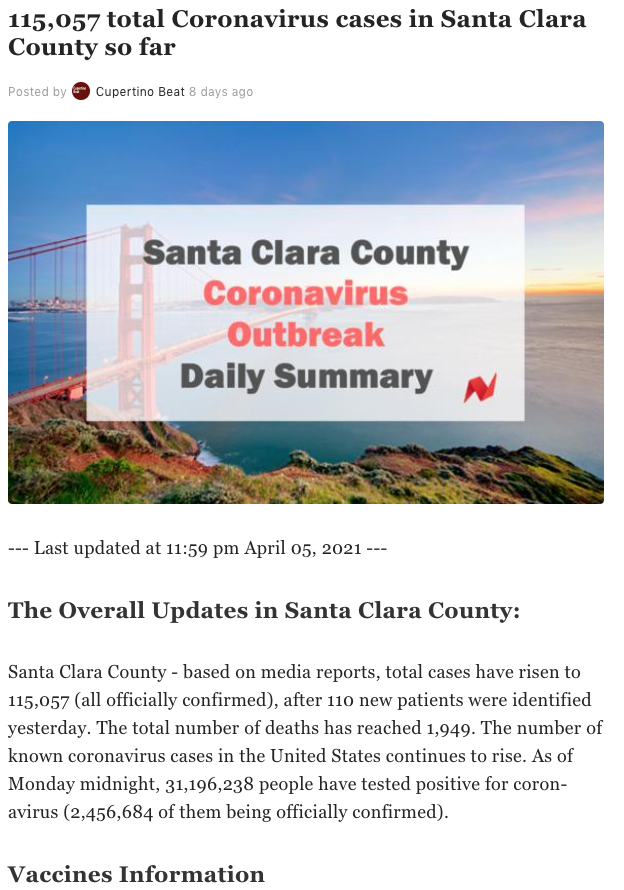 115,057 total Coronavirus cases in Santa Clara
County so far
Posted by Cupertino Beat 8 days ago
Santa Clara County
Coronavirus
Outbreak
Daily Summary
--- Last updated at 11:59 pm April 05, 2021 ---
The Overall Updates in Santa Clara County:
Santa Clara County - based on media reports, total cases have risen to
115,057 (all officially confirmed), after 110 new patients were identified
yesterday. The total number of deaths has reached 1,949. The number of
known coronavirus cases in the United States continues to rise. As of
Monday midnight, 31,196,238 people have tested positive for coron-
avirus (2,456,684 of them being officially confirmed).
Vaccines Information